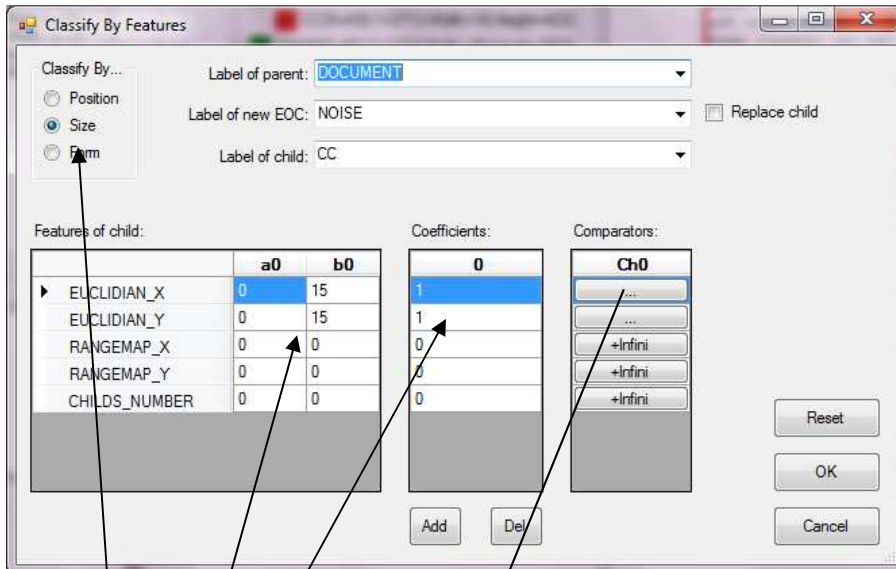 Classify By Features
Classify By...
Position
Size
Form
Label of parent: DOCUMENT
Label of new EOC: NOISE
Replace child
Label of child: CC
Features of child:
a0 b0
EUCLIDIAN_X 0 15
EUCLIDIAN_Y 0 15
RANGEMAP_X 0 0
RANGEMAP_Y 0 0
CHILDS_NUMBER 0 0
Coefficients:
0
1
1
0
0
0
Comparators:
Ch0
...
...
+Infini
+Infini
+Infini
Add
Del
Reset
OK
Cancel